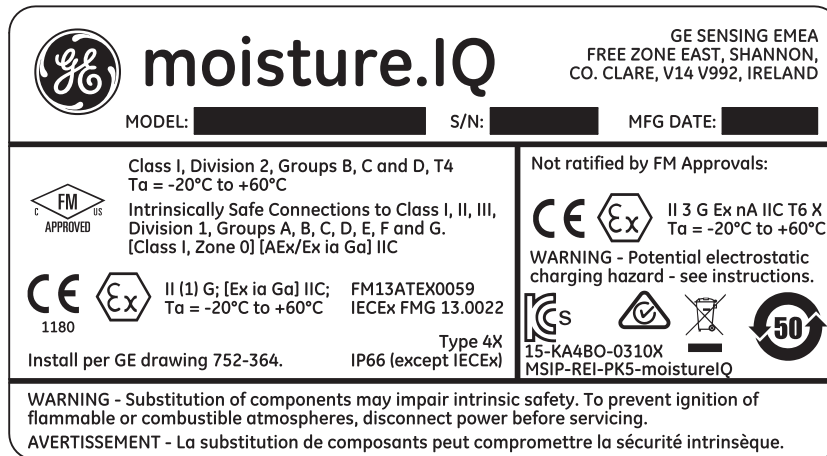 GE
moisture.IQ
GE SENSING EMEA
FREE ZONE EAST, SHANNON,
CO. CLARE, V14 V992, IRELAND
MODEL:
S/N:
MFG DATE:
C FM US
APPROVED
Class I, Division 2, Groups B, C and D, T4
Ta = -20°C to +60°C
Intrinsically Safe Connections to Class I, II, III,
Division 1, Groups A, B, C, D, E, F and G.
[Class I, Zone 0] [AEx/Ex ia Ga] IIC
CE
1180
Ex
II (1) G; [Ex ia Ga] IIC;
Ta = -20°C to +60°C
FM13ATEX0059
IECEx FMG 13.0022
Type 4X
IP66 (except IECEx)
Install per GE drawing 752-364.
Not ratified by FM Approvals:
CE
Ex
II 3 G Ex nA IIC T6 X
Ta = -20°C to +60°C
WARNING - Potential electrostatic
charging hazard - see instructions.
KC s
50
15-KA4BO-0310X
MSIP-REI-PK5-moistureIQ
WARNING - Substitution of components may impair intrinsic safety. To prevent ignition of
flammable or combustible atmospheres, disconnect power before servicing.
AVERTISSEMENT - La substitution de composants peut compromettre la sécurité intrinsèque.